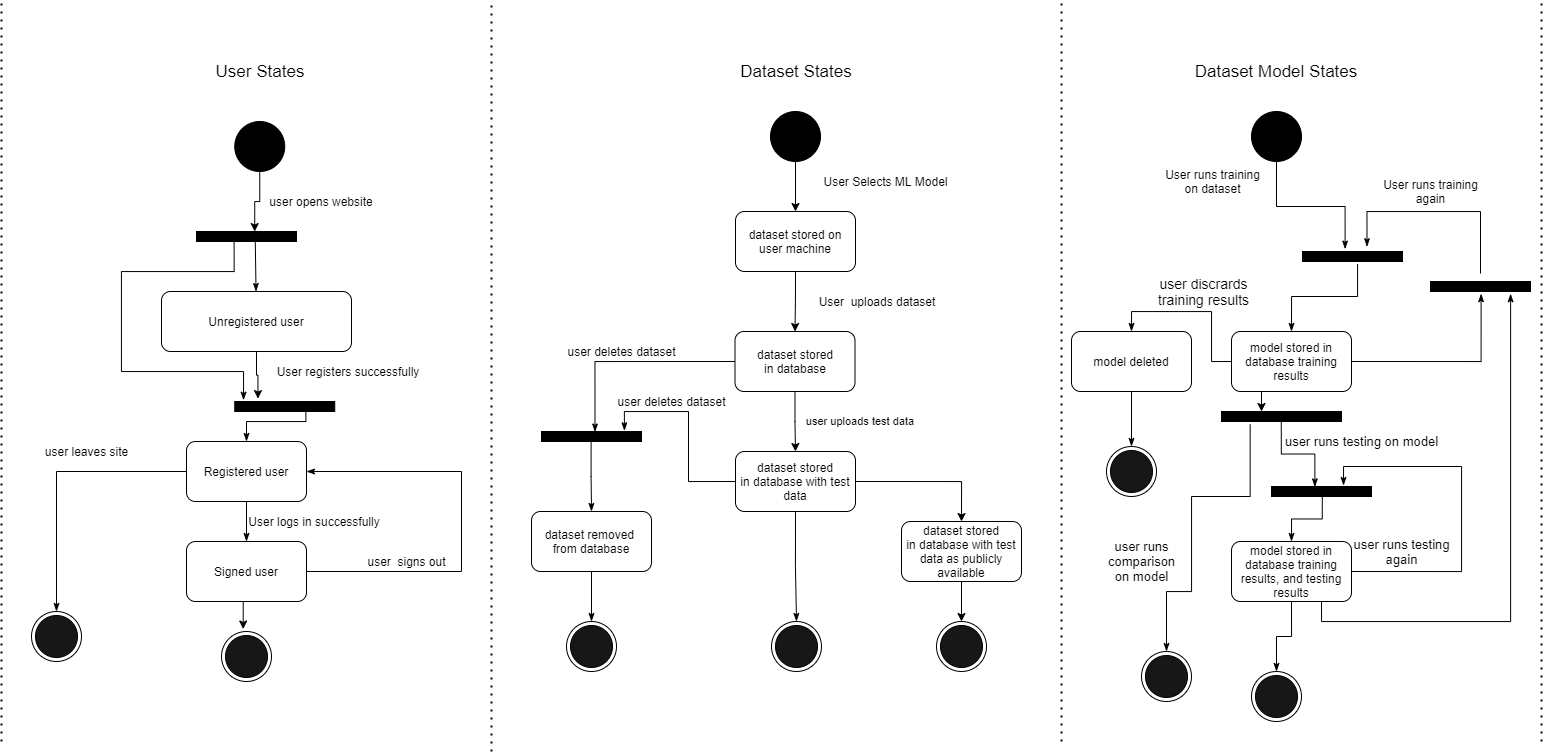 User States
user opens website
Unregistered user
User registers successfully
user leaves site
Registered user
User logs in successfully
Signed user
user signs out
Dataset States
User Selects ML Model
dataset stored on
user machine
User uploads dataset
user deletes dataset
dataset stored
in database
user deletes dataset
user uploads test data
dataset stored
in database with test
data
dataset removed
from database
dataset stored
in database with test
data as publicly
available
Dataset Model States
User runs training
on dataset
User runs training
again
user discrards
training results
model deleted
model stored in
database training
results
user runs testing on model
user runs
comparison
on model
model stored in
database training
results, and testing
results
user runs testing
again